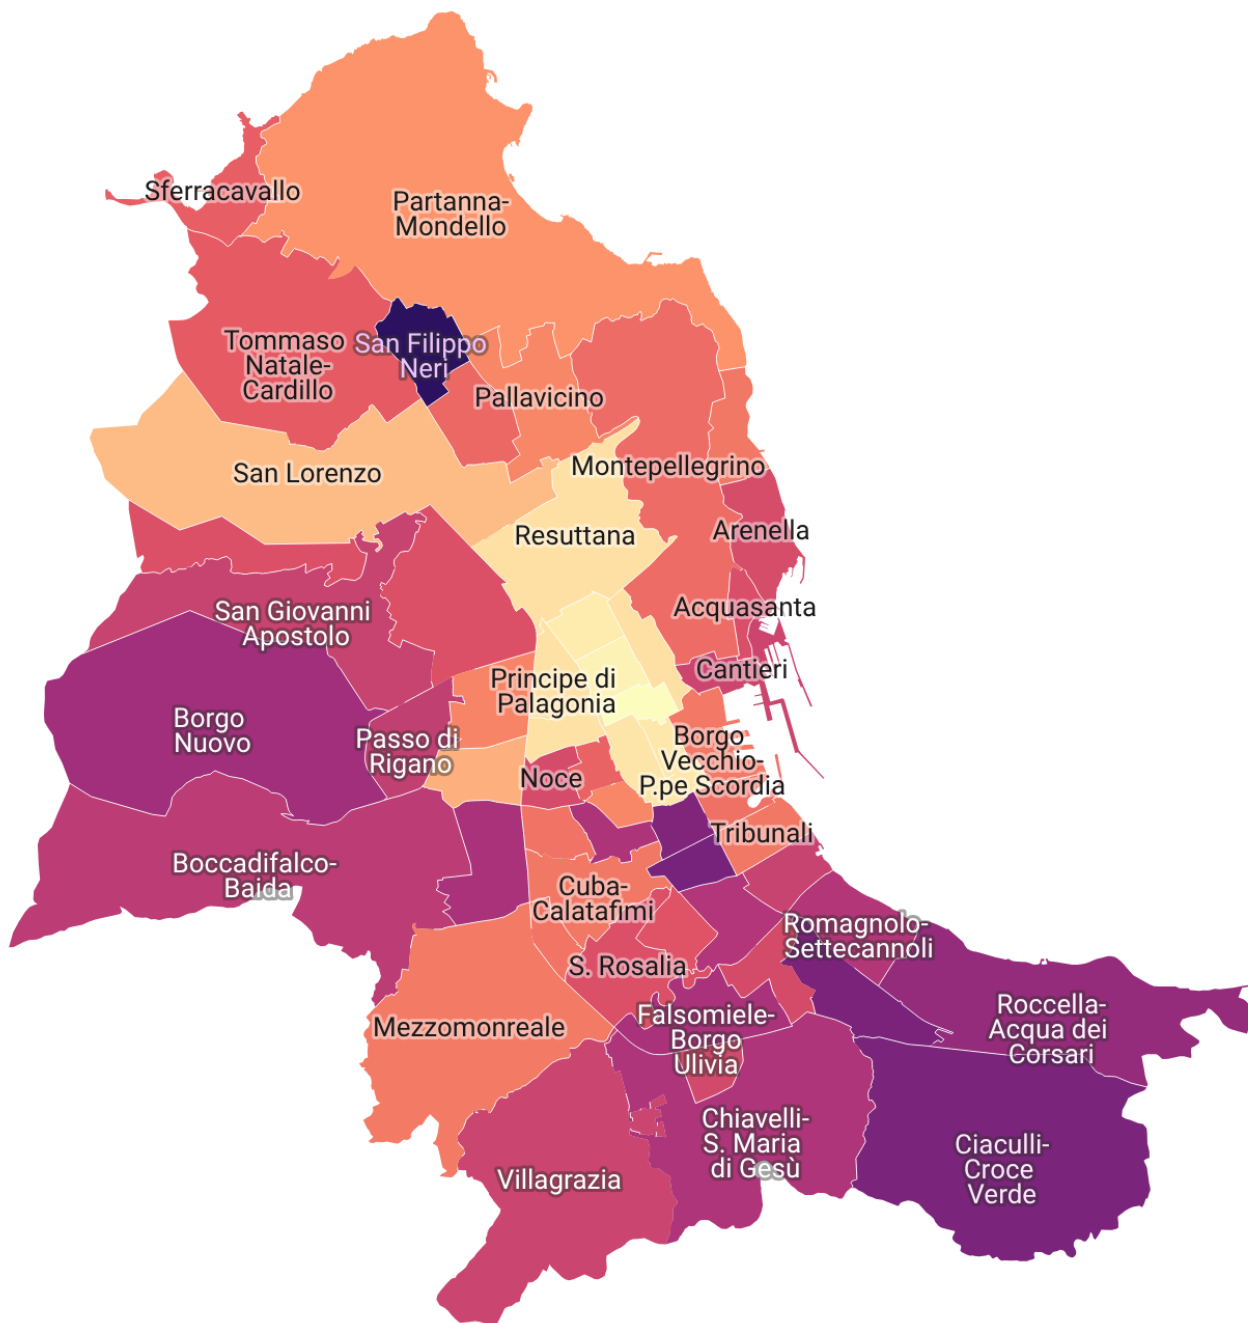 Sferracavallo
Partanna-
Mondello
Tommaso
Natale-
Cardillo
San Filippo
Neri
Pallavicino
San Lorenzo
Montepellegrino
Resuttana
Arenella
San Giovanni
Apostolo
Acquasanta
Principe di
Palagonia
Cantieri
Borgo
Nuovo
Passo di
Rigano
Noce
Borgo
Vecchio-
P.pe Scordia
Tribunali
Boccadifalco-
Baida
Cuba-
Calatafimi
Romagnolo-
Settecannoli
S. Rosalia
Mezzomonreale
Falsomiele-
Borgo
Ulivia
Roccella-
Acqua dei
Corsari
Chiavelli-
S. Maria
di Gesù
Ciaculli-
Croce
Verde
Villagrazia